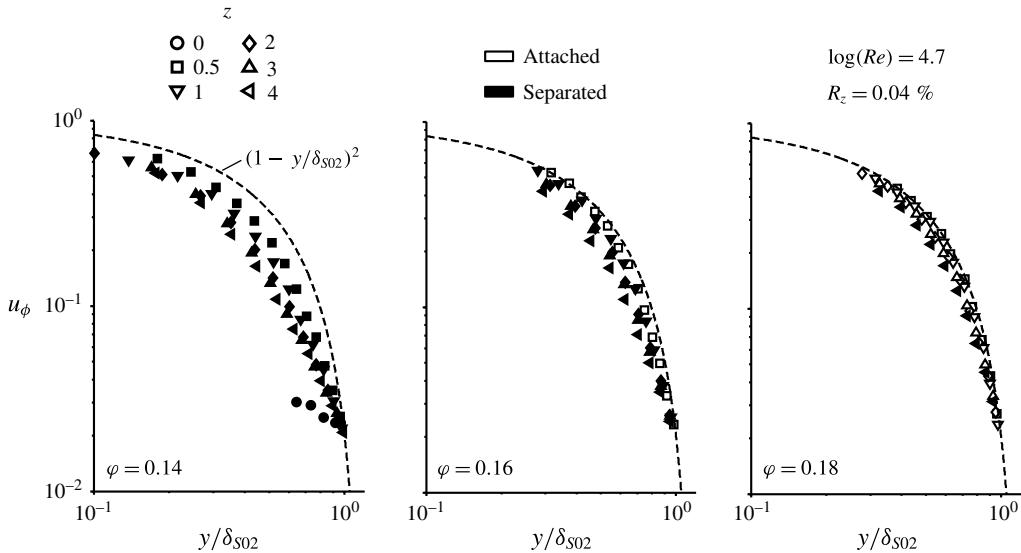 z
0
0.5
1
2
3
4
Attached
Separated
log(Re) = 4.7
R_z = 0.04 %
u_ϕ
10^0
10^−1
10^−2
(1 − y/δ_S02)^2
φ = 0.14
10^−1
10^0
y/δ_S02
φ = 0.16
10^−1
10^0
y/δ_S02
φ = 0.18
10^−1
10^0
y/δ_S02